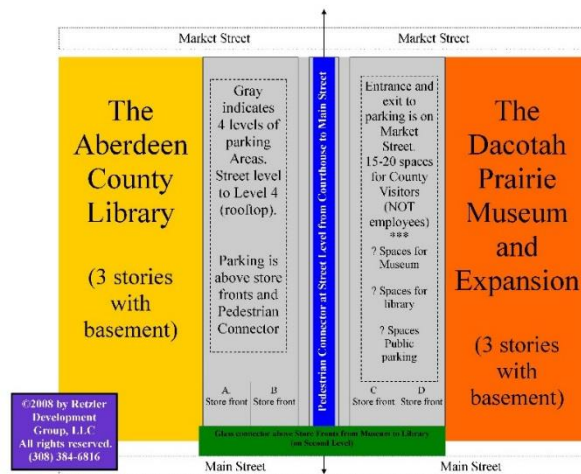 Market Street
Market Street
The
Aberdeen
County
Library
(3 stories
with
basement)
Gray
indicates
4 levels of
parking
Areas.
Street level
to Level 4
(rooftop).
Parking is
above store
fronts and
Pedestrian
Connector
A.
Store front
B
Store front
Pedestrian Connector at Street Level from Courthouse to Main Street
Entrance and
exit to
parking is on
Market
Street.
15-20 spaces
for County
Visitors
(NOT
employees)
***
? Spaces for
Museum
? Spaces for
library
? Spaces
Public
parking
C
Store front
D
Store front
The
Dacotah
Prairie
Museum
and
Expansion
(3 stories
with
basement)
©2008 by Retzler
Development
Group, LLC
All rights reserved.
(308) 384-6816
Glass connector above Store Fronts from Museum to Library
(on Second Level)
Main Street
Main Street